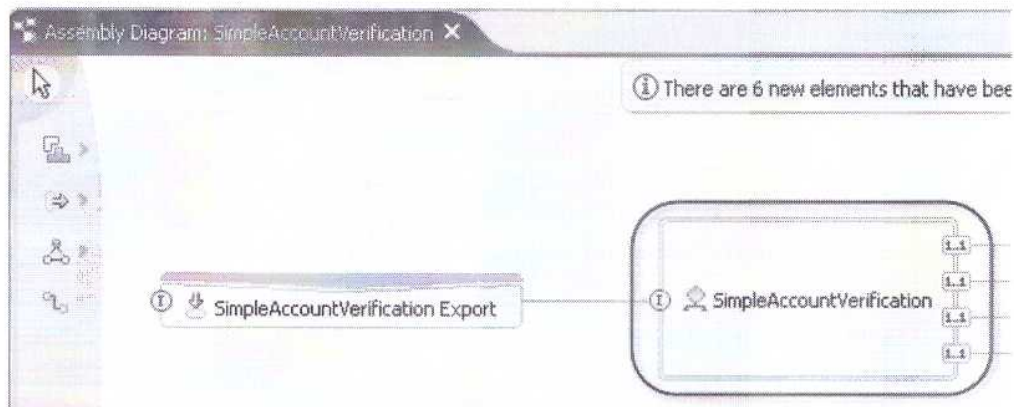 Assembly Diagram: SimpleAccountVerification X
There are 6 new elements that have bee
SimpleAccountVerification Export
SimpleAccountVerification
1..1
1..1
1..1
1..1